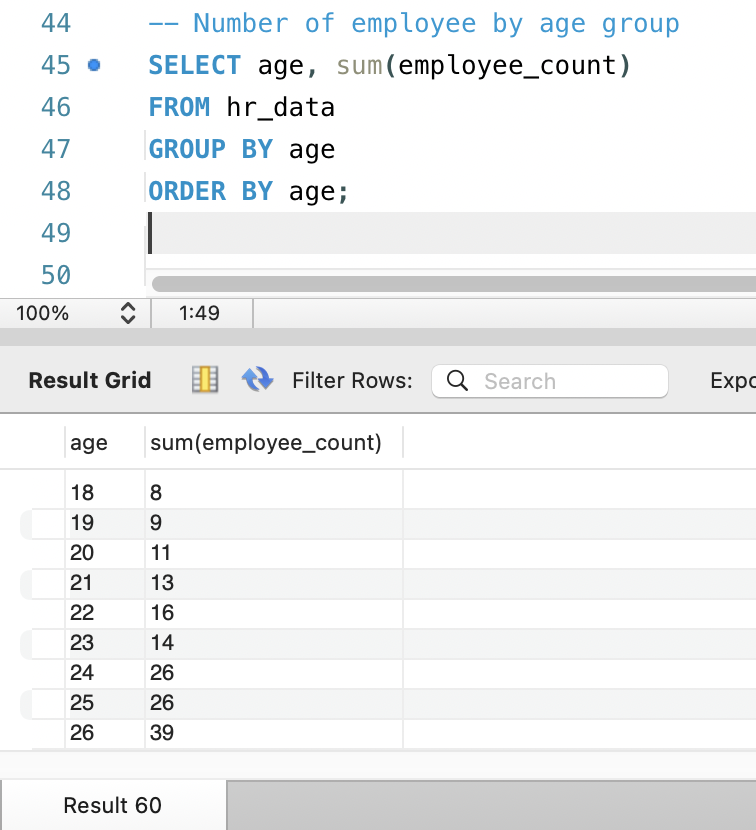 44 -- Number of employee by age group
45 SELECT age, sum(employee_count)
46 FROM hr_data
47 GROUP BY age
48 ORDER BY age;
49
50
100% 1:49
Result Grid Filter Rows: Search Expo
age sum(employee_count)
18 8
19 9
20 11
21 13
22 16
23 14
24 26
25 26
26 39
Result 60